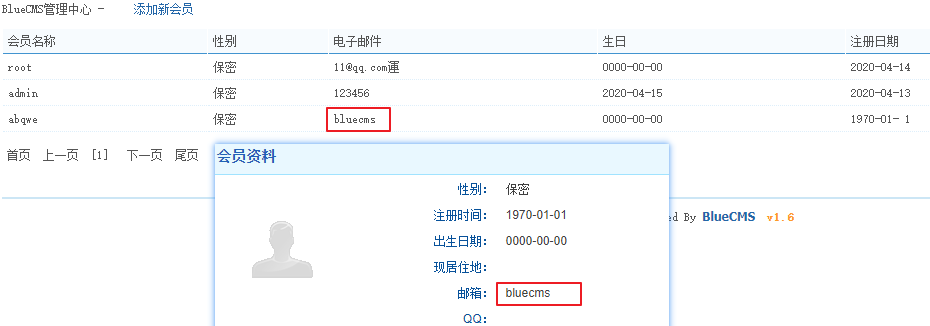 BlueCMS管理中心 - 添加新会员
会员名称 性别 电子邮件 生日 注册日期
root 保密 11@qq.com運 0000-00-00 2020-04-14
admin 保密 123456 2020-04-15 2020-04-13
abqwe 保密 bluecms 0000-00-00 1970-01- 1
首页 上一页 [1] 下一页 尾页
会员资料
性别: 保密
注册时间: 1970-01-01
ed By BlueCMS v1.6
出生日期: 0000-00-00
现居住地:
邮箱: bluecms
QQ: